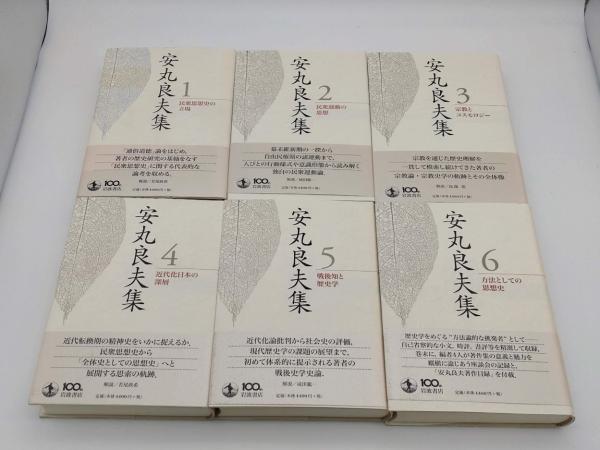 安丸良夫集
1
民衆思想史の
立場
「通俗道徳」論をはじめ、
著者の歴史研究の基軸をなす
「民衆思想史」に関する代表的な
論考を収める。
100
岩波書店
安丸良夫集
2
民衆運動の
思想
幕末維新期の一揆から
自由民権期の諸運動まで、
人びとの行動様式や意識形態から読み解く
独自の民衆運動論。
100
岩波書店
安丸良夫集
3
宗教と
コスモロジー
宗教を通じた歴史理解を
一貫して模索し続けてきた著者の
宗教論・宗教史学の軌跡とその全体像
100
岩波書店
安丸良夫集
4
近代化日本の
深層
近代転換期の精神史をいかに捉えるか。
民衆思想史から
「全体史としての思想史」へと
展開する思索の軌跡。
100
岩波書店
安丸良夫集
5
戦後知と
歴史学
近代化論批判から社会史の評価、
現代歴史学の課題の展望まで。
初めて体系的に提示される著者の
戦後史学史論。
100
岩波書店
安丸良夫集
6
方法としての
思想史
歴史学をめぐる"方法論的な挑発者"として―
自己省察的な小文、時評、書評等を精選して収録。
巻末に、編者4人が著作集の意義と魅力を
縦横に論じあう座談会の記録と、
「安丸良夫著作目録」を付載。
100
岩波書店